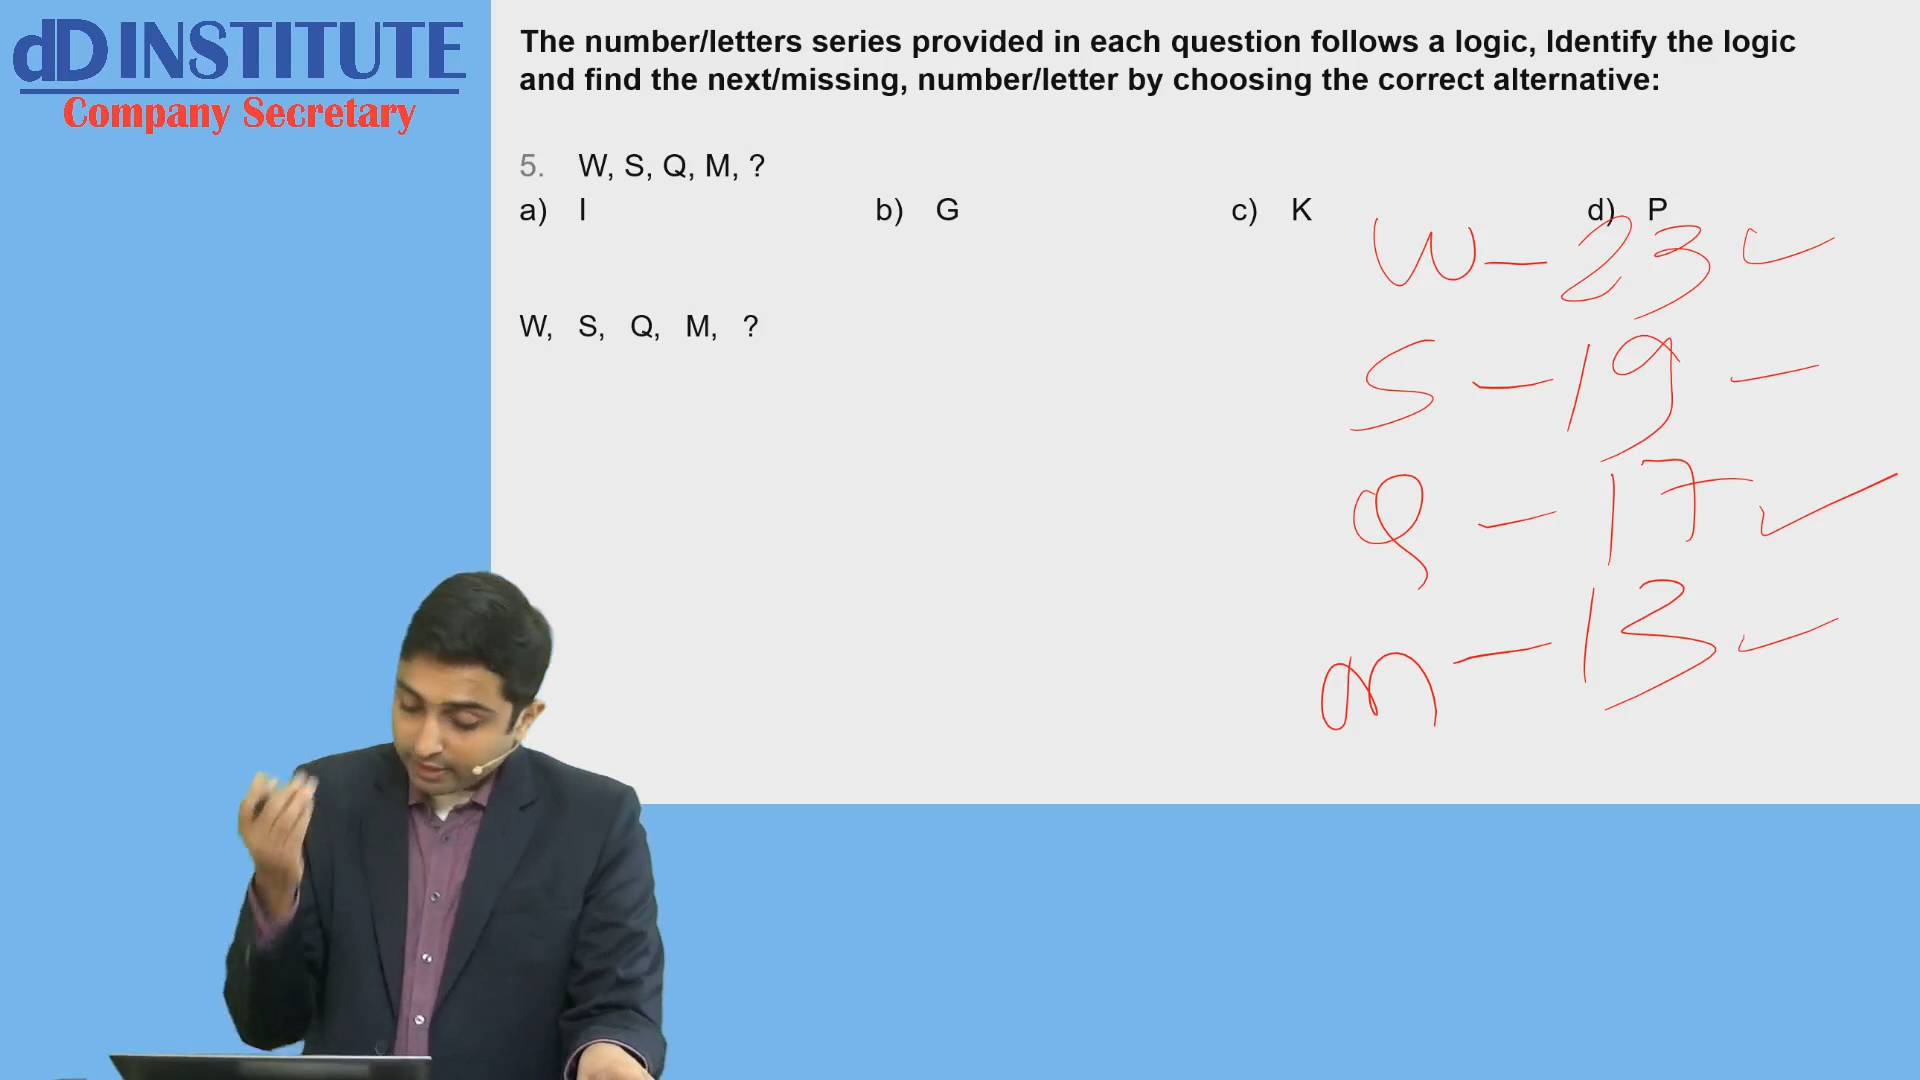 dD INSTITUTE
Company Secretary
The number/letters series provided in each question follows a logic, Identify the logic
and find the next/missing, number/letter by choosing the correct alternative:
5. W, S, Q, M, ?
a) I b) G c) K d) P
W, S, Q, M, ?
W - 23
S - 19
Q - 17
m - 13